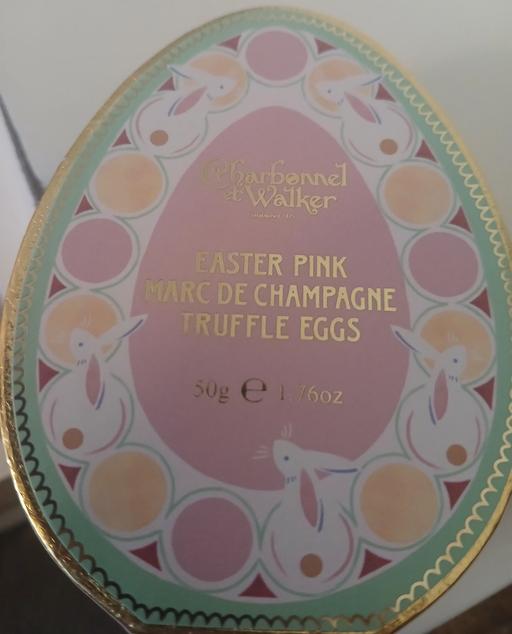 Charbonnel
et Walker
EASTER PINK
MARC DE CHAMPAGNE
TRUFFLE EGGS
50g ℮ 1.76oz